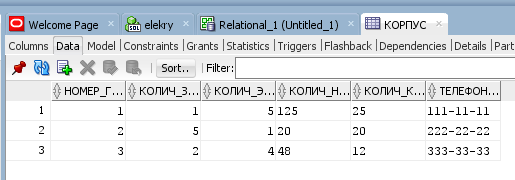 Welcome Page elekry Relational_1 (Untitled_1) КОРПУС
Columns Data Model Constraints Grants Statistics Triggers Flashback Dependencies Details Part
SQL Sort.. Filter:
НОМЕР_Г... КОЛИЧ_З... КОЛИЧ_Э... КОЛИЧ_Н... КОЛИЧ_К... ТЕЛЕФОН...
1 1 1 5 125 25 111-11-11
2 2 5 1 20 20 222-22-22
3 3 2 4 48 12 333-33-33